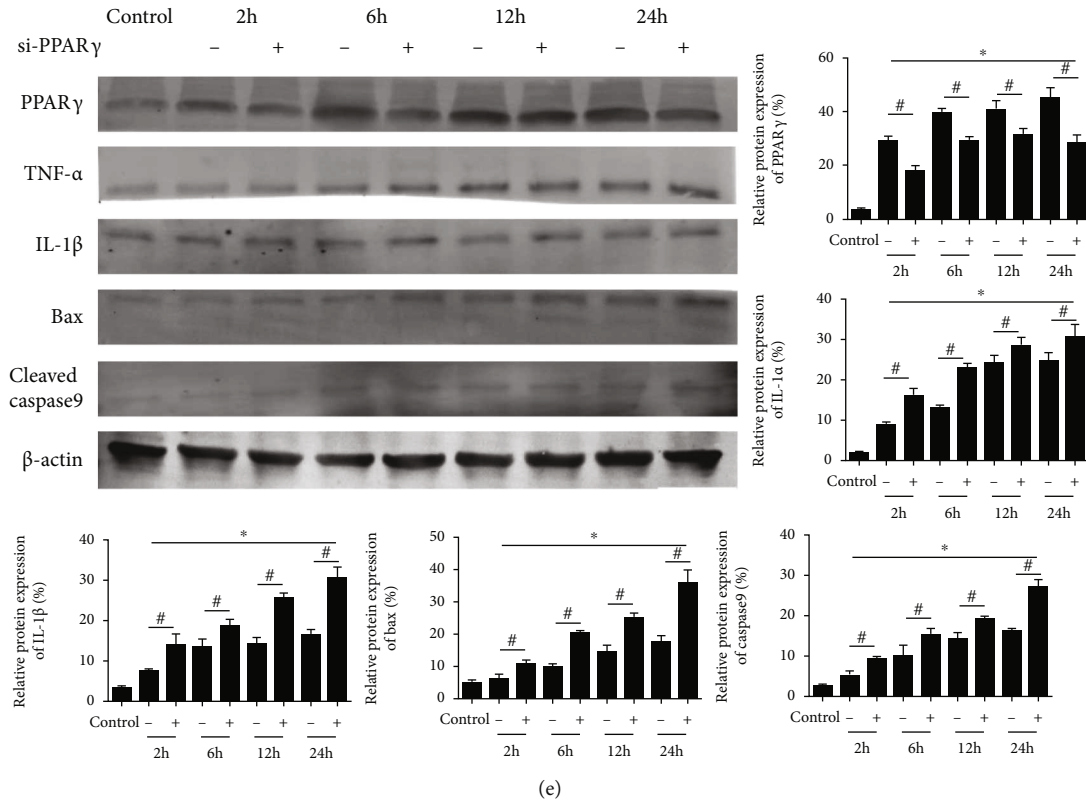 Control 2h 6h 12h 24h
si-PPARγ – + – + – + – +
PPARγ
TNF-α
IL-1β
Bax
Cleaved
caspase9
β-actin
Relative protein expression
of PPARγ (%)
60
40
20
0
*
# # # #
Control – + – + – + – +
2h 6h 12h 24h
Relative protein expression
of IL-1α (%)
40
30
20
10
0
*
# # # #
Control – + – + – + – +
2h 6h 12h 24h
Relative protein expression
of IL-1β (%)
40
30
20
10
0
*
# # # #
Control – + – + – + – +
2h 6h 12h 24h
Relative protein expression
of bax (%)
50
40
30
20
10
0
*
# # # #
Control – + – + – + – +
2h 6h 12h 24h
Relative protein expression
of caspase9 (%)
40
30
20
10
0
*
# # # #
Control – + – + – + – +
2h 6h 12h 24h
(e)